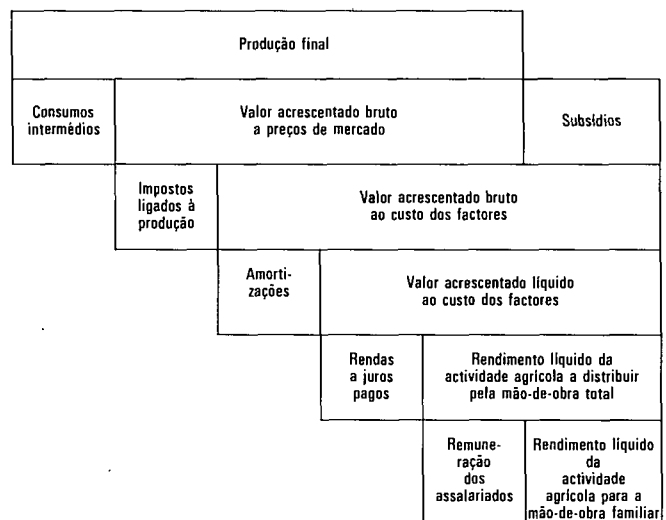 Produção final
Consumos
intermédios
Valor acrescentado bruto
a preços de mercado
Subsídios
Impostos
ligados à
produção
Valor acrescentado bruto
ao custo dos factores
Amorti-
zações
Valor acrescentado líquido
ao custo dos factores
Rendas
a juros
pagos
Rendimento líquido da
actividade agrícola a distribuir
pela mão-de-obra total
Remune-
ração
dos
assalariados
Rendimento líquido
da
actividade
agrícola para a
mão-de-obra familiar